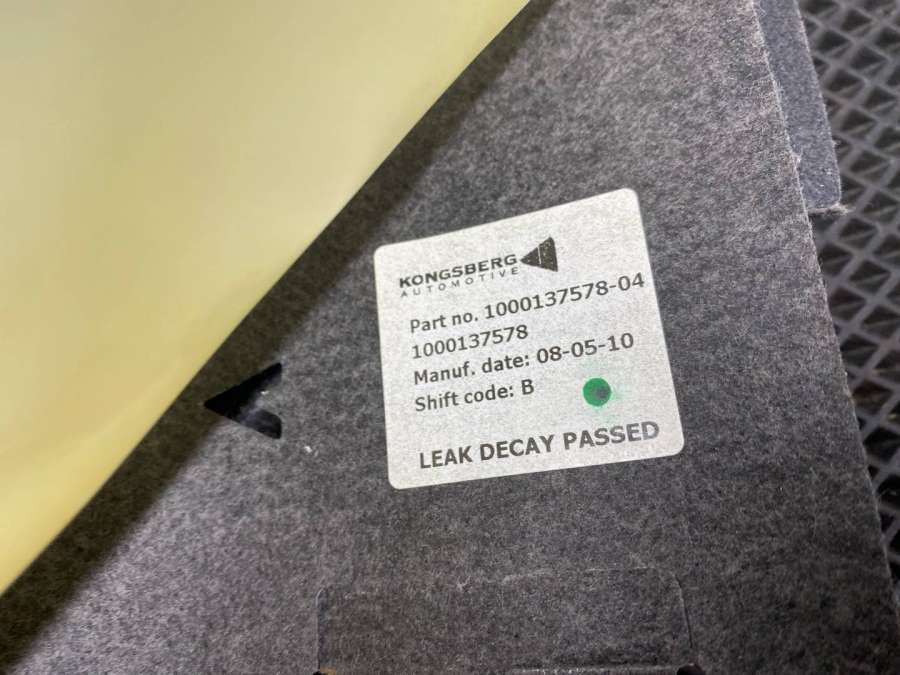 KONGSBERG
AUTOMOTIVE
Part no. 1000137578-04
1000137578
Manuf. date: 08-05-10
Shift code: B
LEAK DECAY PASSED